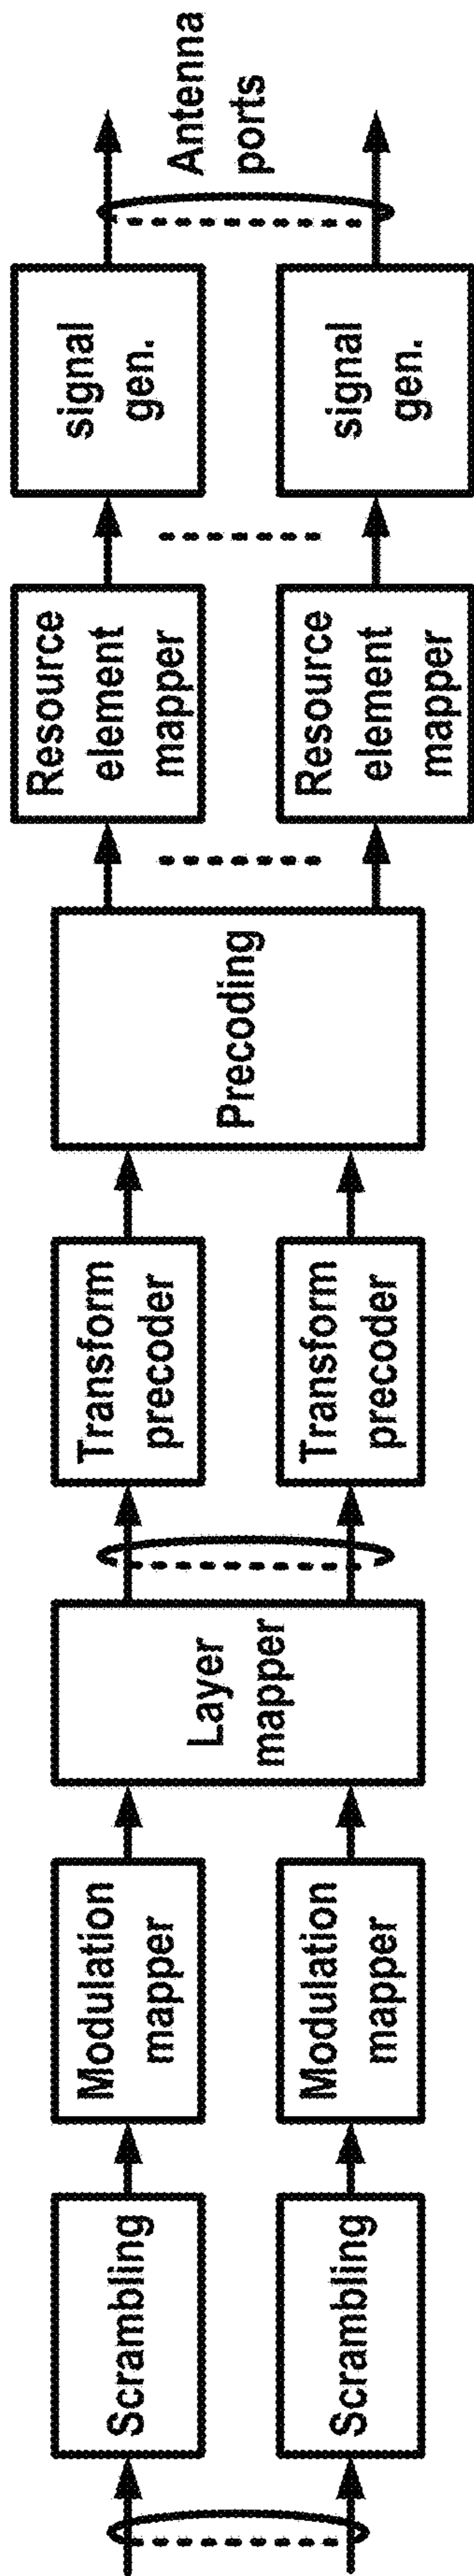 Scrambling
Scrambling
Modulation
mapper
Modulation
mapper
Layer
mapper
Transform
precoder
Transform
precoder
Precoding
Resource
element
mapper
Resource
element
mapper
signal
gen.
signal
gen.
Antenna
ports